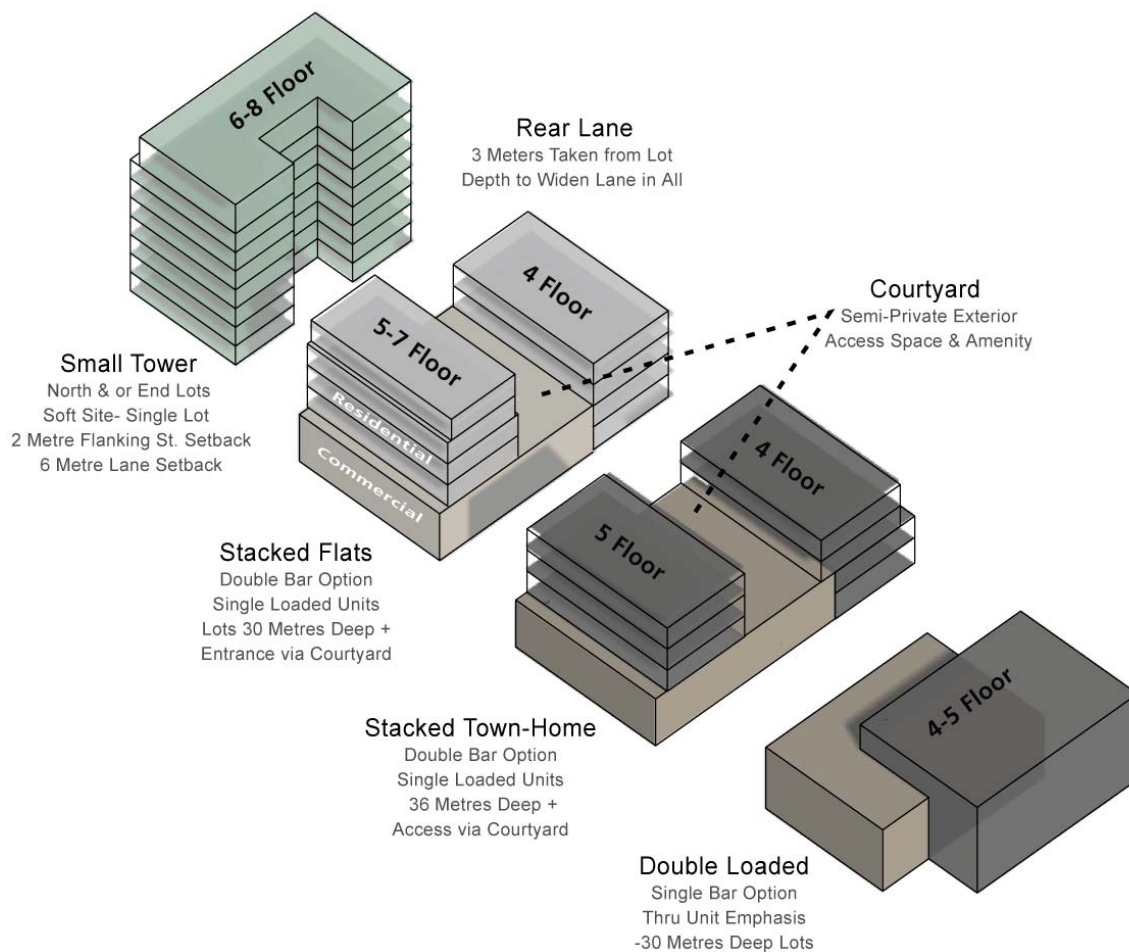 6-8 Floor
Rear Lane
3 Meters Taken from Lot
Depth to Widen Lane in All
4 Floor
5-7 Floor
Residential
Commercial
Courtyard
Semi-Private Exterior
Access Space & Amenity
Small Tower
North & or End Lots
Soft Site- Single Lot
2 Metre Flanking St. Setback
6 Metre Lane Setback
4 Floor
5 Floor
Stacked Flats
Double Bar Option
Single Loaded Units
Lots 30 Metres Deep +
Entrance via Courtyard
4-5 Floor
Stacked Town-Home
Double Bar Option
Single Loaded Units
36 Metres Deep +
Access via Courtyard
Double Loaded
Single Bar Option
Thru Unit Emphasis
-30 Metres Deep Lots